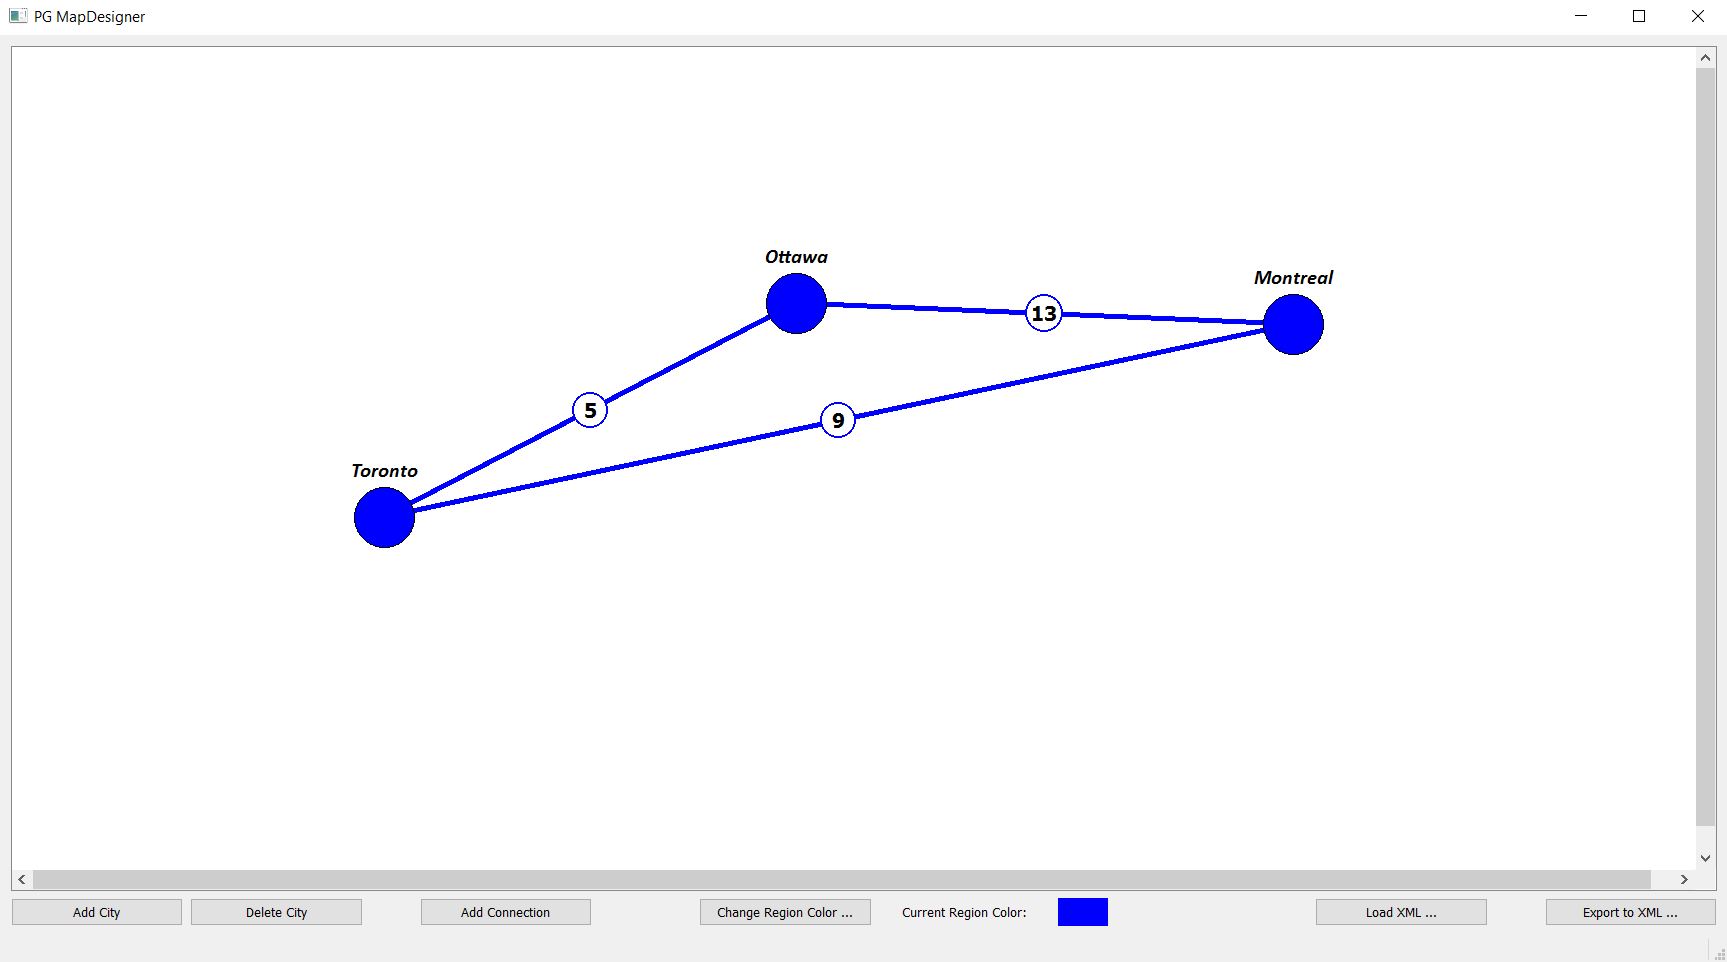 PG MapDesigner
Ottawa
Montreal
13
5
9
Toronto
Add City
Delete City
Add Connection
Change Region Color ...
Current Region Color:
Load XML ...
Export to XML ...